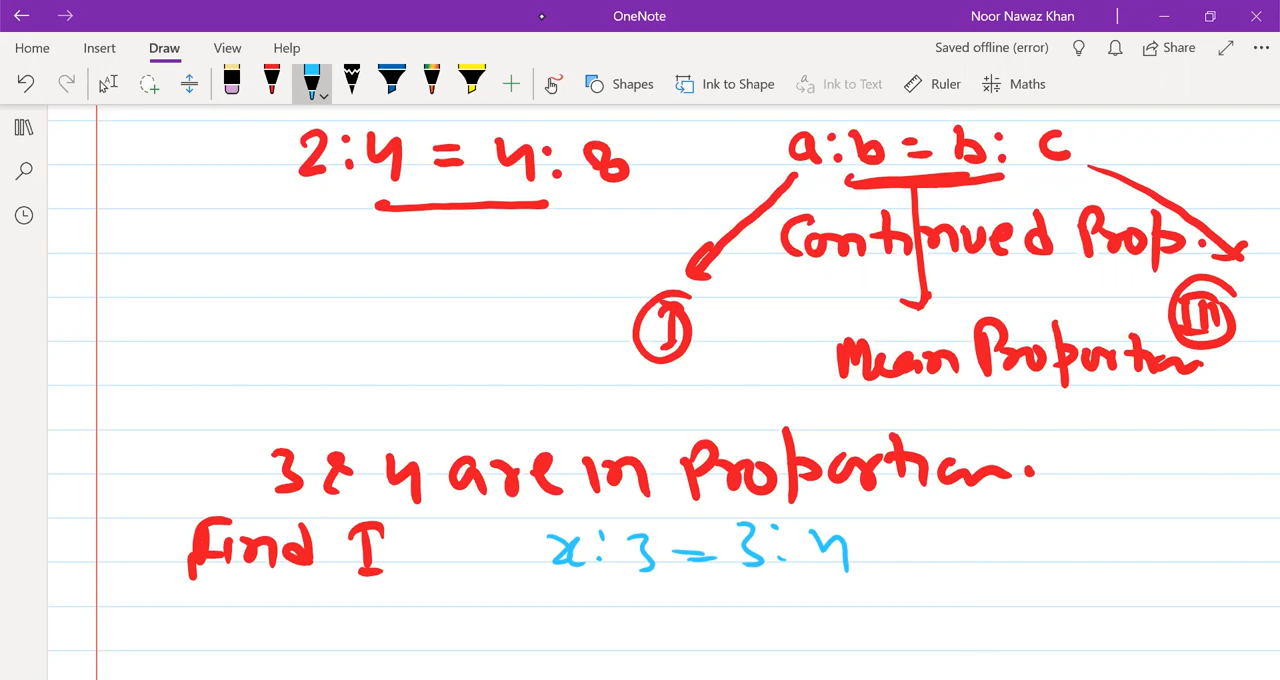 OneNote
Noor Nawaz Khan
Home Insert Draw View Help
Saved offline (error)
Share
Shapes
Ink to Shape
Ink to Text
Ruler
Maths
2:4 = 4:8
a:b = b:c
Continued Prop.
I
III
Mean Proportion
3 & 4 are in Proportion.
Find I
x:3 = 3:4